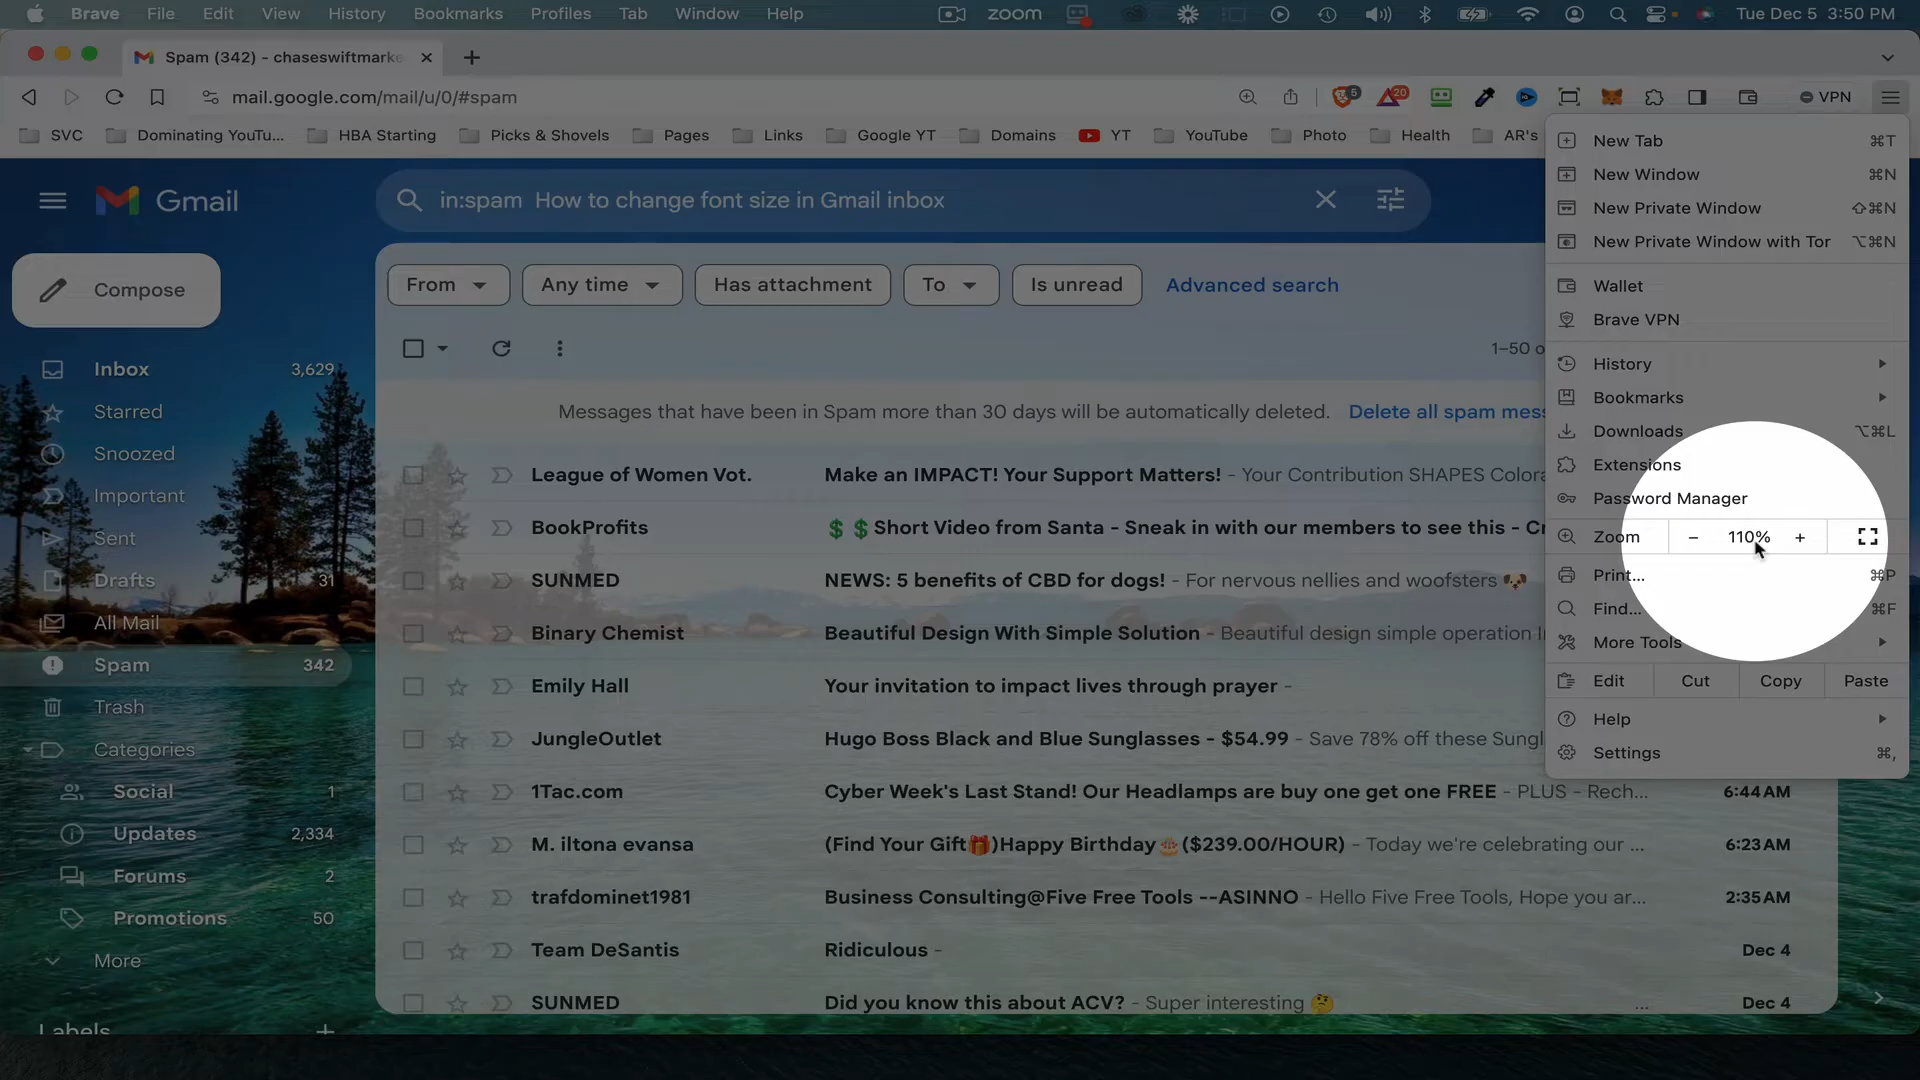 Brave File Edit View History Bookmarks Profiles Tab Window Help zoom Tue Dec 5 3:50 PM
Spam (342) - chaseswiftmarke
mail.google.com/mail/u/0/#spam 5 20 VPN
SVC Dominating YouTu... HBA Starting Picks & Shovels Pages Links Google YT Domains YT YouTube Photo Health AR's
New Tab ⌘T
New Window ⌘N
New Private Window ⇧⌘N
New Private Window with Tor ⌥⌘N
Wallet
Brave VPN
History
Bookmarks
Downloads ⌥⌘L
Extensions
Password Manager
Zoom − 110% +
Print... ⌘P
Find... ⌘F
More Tools
Edit Cut Copy Paste
Help
Settings ⌘,
Gmail
in:spam How to change font size in Gmail inbox
Compose
Inbox 3,629
Starred
Snoozed
Important
Sent
Drafts 31
All Mail
Spam 342
Trash
Categories
Social 1
Updates 2,334
Forums 2
Promotions 50
More
Labels +
From Any time Has attachment To Is unread Advanced search
1–50 o
Messages that have been in Spam more than 30 days will be automatically deleted. Delete all spam mess
League of Women Vot. Make an IMPACT! Your Support Matters! - Your Contribution SHAPES Colora
BookProfits 💲 💲Short Video from Santa - Sneak in with our members to see this - Cr
SUNMED NEWS: 5 benefits of CBD for dogs! - For nervous nellies and woofsters 🐶
Binary Chemist Beautiful Design With Simple Solution - Beautiful design simple operation I
Emily Hall Your invitation to impact lives through prayer -
JungleOutlet Hugo Boss Black and Blue Sunglasses - $54.99 - Save 78% off these Sungl
1Tac.com Cyber Week's Last Stand! Our Headlamps are buy one get one FREE - PLUS - Rech... 6:44 AM
M. iltona evansa (Find Your Gift🎁)Happy Birthday🎂($239.00/HOUR) - Today we're celebrating our ... 6:23 AM
trafdominet1981 Business Consulting@Five Free Tools --ASINNO - Hello Five Free Tools, Hope you ar... 2:35 AM
Team DeSantis Ridiculous - Dec 4
SUNMED Did you know this about ACV? - Super interesting 🤔 ... Dec 4